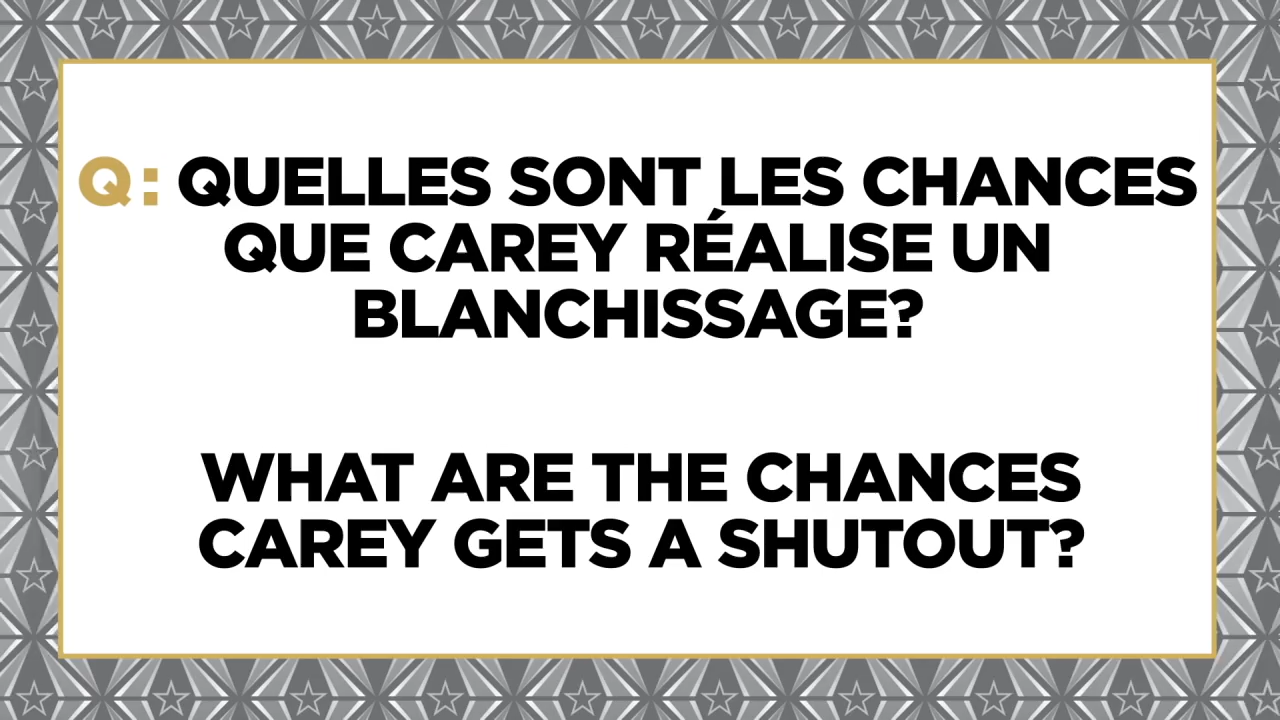 Q: QUELLES SONT LES CHANCES
QUE CAREY RÉALISE UN
BLANCHISSAGE?
WHAT ARE THE CHANCES
CAREY GETS A SHUTOUT?